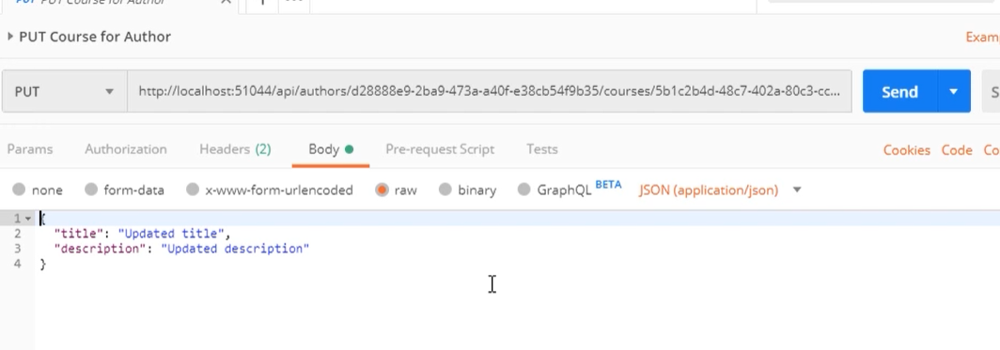 PUT PUT Course for Author
PUT Course for Author
Exam
PUT http://localhost:51044/api/authors/d28888e9-2ba9-473a-a40f-e38cb54f9b35/courses/5b1c2b4d-48c7-402a-80c3-cc... Send S
Params Authorization Headers (2) Body Pre-request Script Tests Cookies Code Co
none form-data x-www-form-urlencoded raw binary GraphQL BETA JSON (application/json)
1 {
2 "title": "Updated title",
3 "description": "Updated description"
4 }